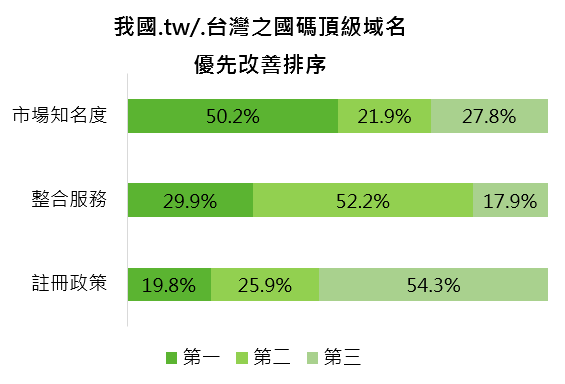 我國.tw/.台灣之國碼頂級域名
優先改善排序
市場知名度 50.2% 21.9% 27.8%
整合服務 29.9% 52.2% 17.9%
註冊政策 19.8% 25.9% 54.3%
第一 第二 第三